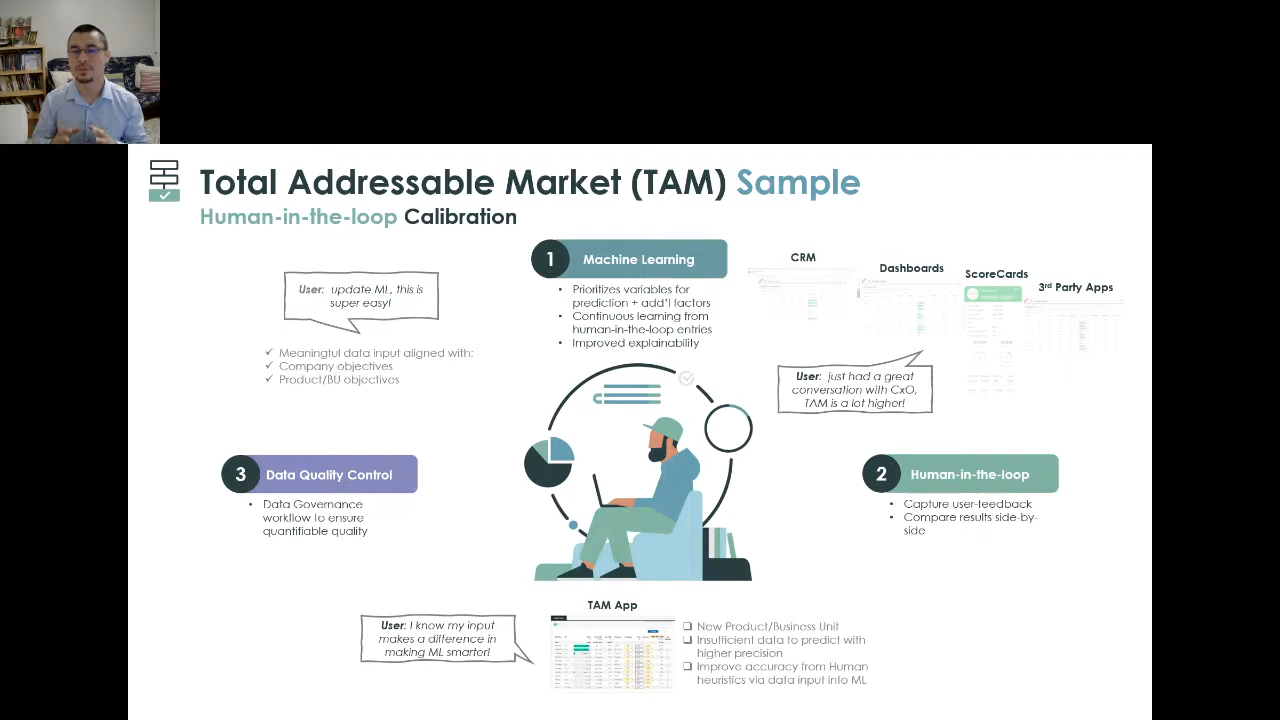 Total Addressable Market (TAM) Sample
Human-in-the-loop Calibration
1 Machine Learning
• Prioritizes variables for
prediction + add'l factors
• Continuous learning from
human-in-the-loop entries
• Improved explainability
CRM
Dashboards
ScoreCards
3rd Party Apps
User: update ML, this is
super easy!
✓ Meaningful data input aligned with:
✓ Company objectives
✓ Product/BU objectives
User: just had a great
conversation with CxO,
TAM is a lot higher!
3 Data Quality Control
• Data Governance
workflow to ensure
quantifiable quality
2 Human-in-the-loop
• Capture user-feedback
• Compare results side-by-
side
TAM App
User: I know my input
makes a difference in
making ML smarter!
❑ New Product/Business Unit
❑ Insufficient data to predict with
higher precision
❑ Improve accuracy from Human
heuristics via data input into ML